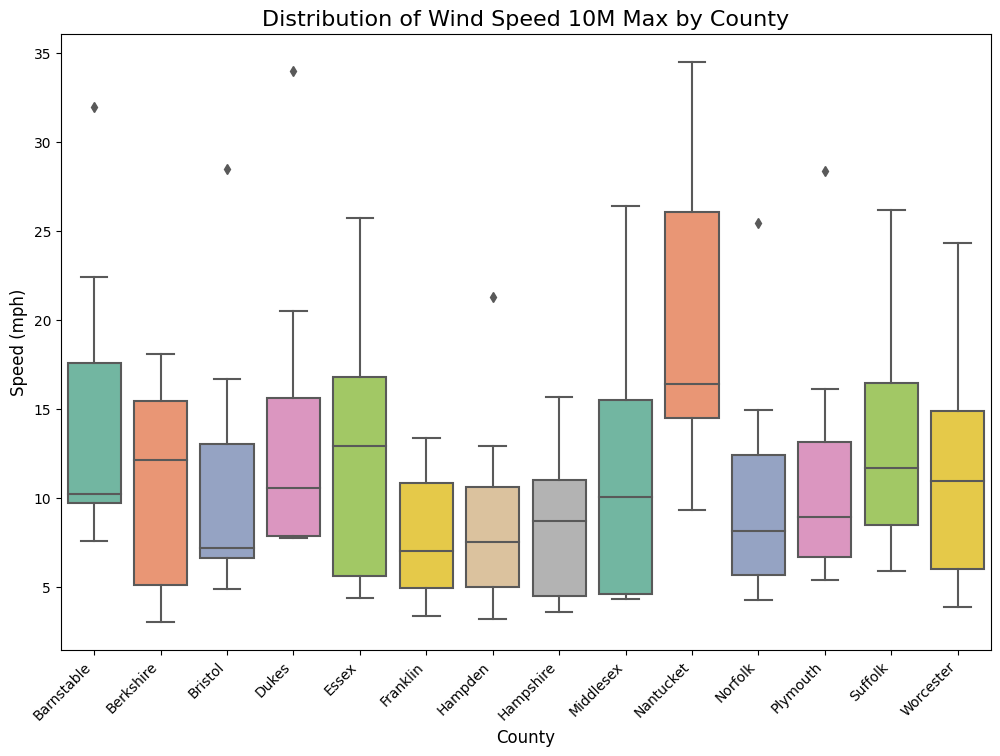 Distribution of Wind Speed 10M Max by County
Speed (mph)
35
30
25
20
15
10
5
Barnstable
Berkshire
Bristol
Dukes
Essex
Franklin
Hampden
Hampshire
Middlesex
Nantucket
Norfolk
Plymouth
Suffolk
Worcester
County